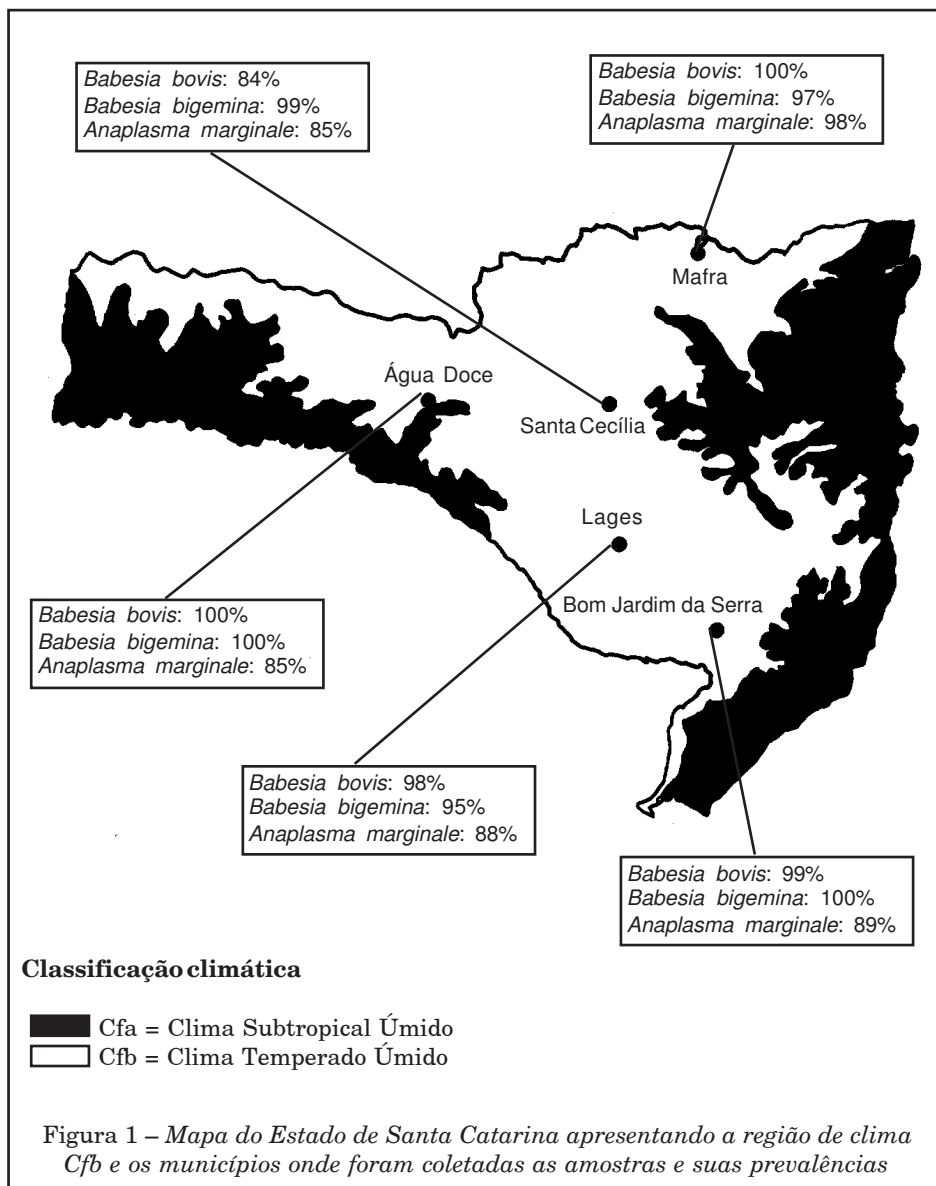 Babesia bovis: 84%
Babesia bigemina: 99%
Anaplasma marginale: 85%
Babesia bovis: 100%
Babesia bigemina: 97%
Anaplasma marginale: 98%
Mafra
Água Doce
Santa Cecília
Lages
Bom Jardim da Serra
Babesia bovis: 100%
Babesia bigemina: 100%
Anaplasma marginale: 85%
Babesia bovis: 98%
Babesia bigemina: 95%
Anaplasma marginale: 88%
Babesia bovis: 99%
Babesia bigemina: 100%
Anaplasma marginale: 89%
Classificação climática
Cfa = Clima Subtropical Úmido
Cfb = Clima Temperado Úmido
Figura 1 – Mapa do Estado de Santa Catarina apresentando a região de clima
Cfb e os municípios onde foram coletadas as amostras e suas prevalências